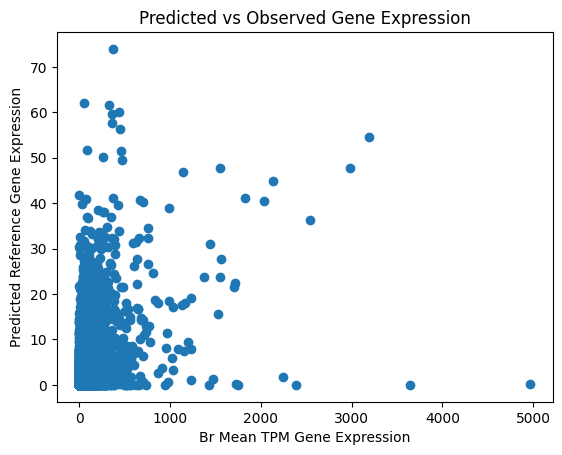 Predicted vs Observed Gene Expression
Predicted Reference Gene Expression
70
60
50
40
30
20
10
0
0 1000 2000 3000 4000 5000
Br Mean TPM Gene Expression